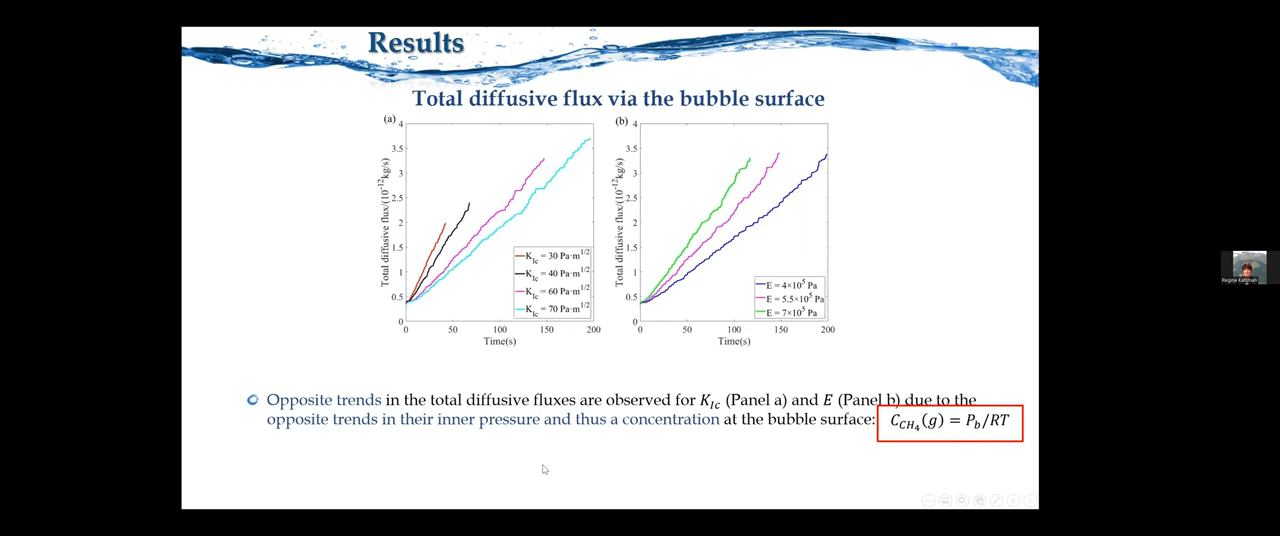 Results
Total diffusive flux via the bubble surface
(a)
4
3.5
3
2.5
2
1.5
1
0.5
0
0
50
100
150
200
Total diffusive flux/(10⁻¹²kg/s)
Time(s)
K_Ic = 30 Pa·m^1/2
K_Ic = 40 Pa·m^1/2
K_Ic = 60 Pa·m^1/2
K_Ic = 70 Pa·m^1/2
(b)
4
3.5
3
2.5
2
1.5
1
0.5
0
0
50
100
150
200
Total diffusive flux/(10⁻¹²kg/s)
Time(s)
E = 4×10⁵ Pa
E = 5.5×10⁵ Pa
E = 7×10⁵ Pa
Opposite trends in the total diffusive fluxes are observed for K_Ic (Panel a) and E (Panel b) due to the
opposite trends in their inner pressure and thus a concentration at the bubble surface: C_CH₄(g) = P_b/RT